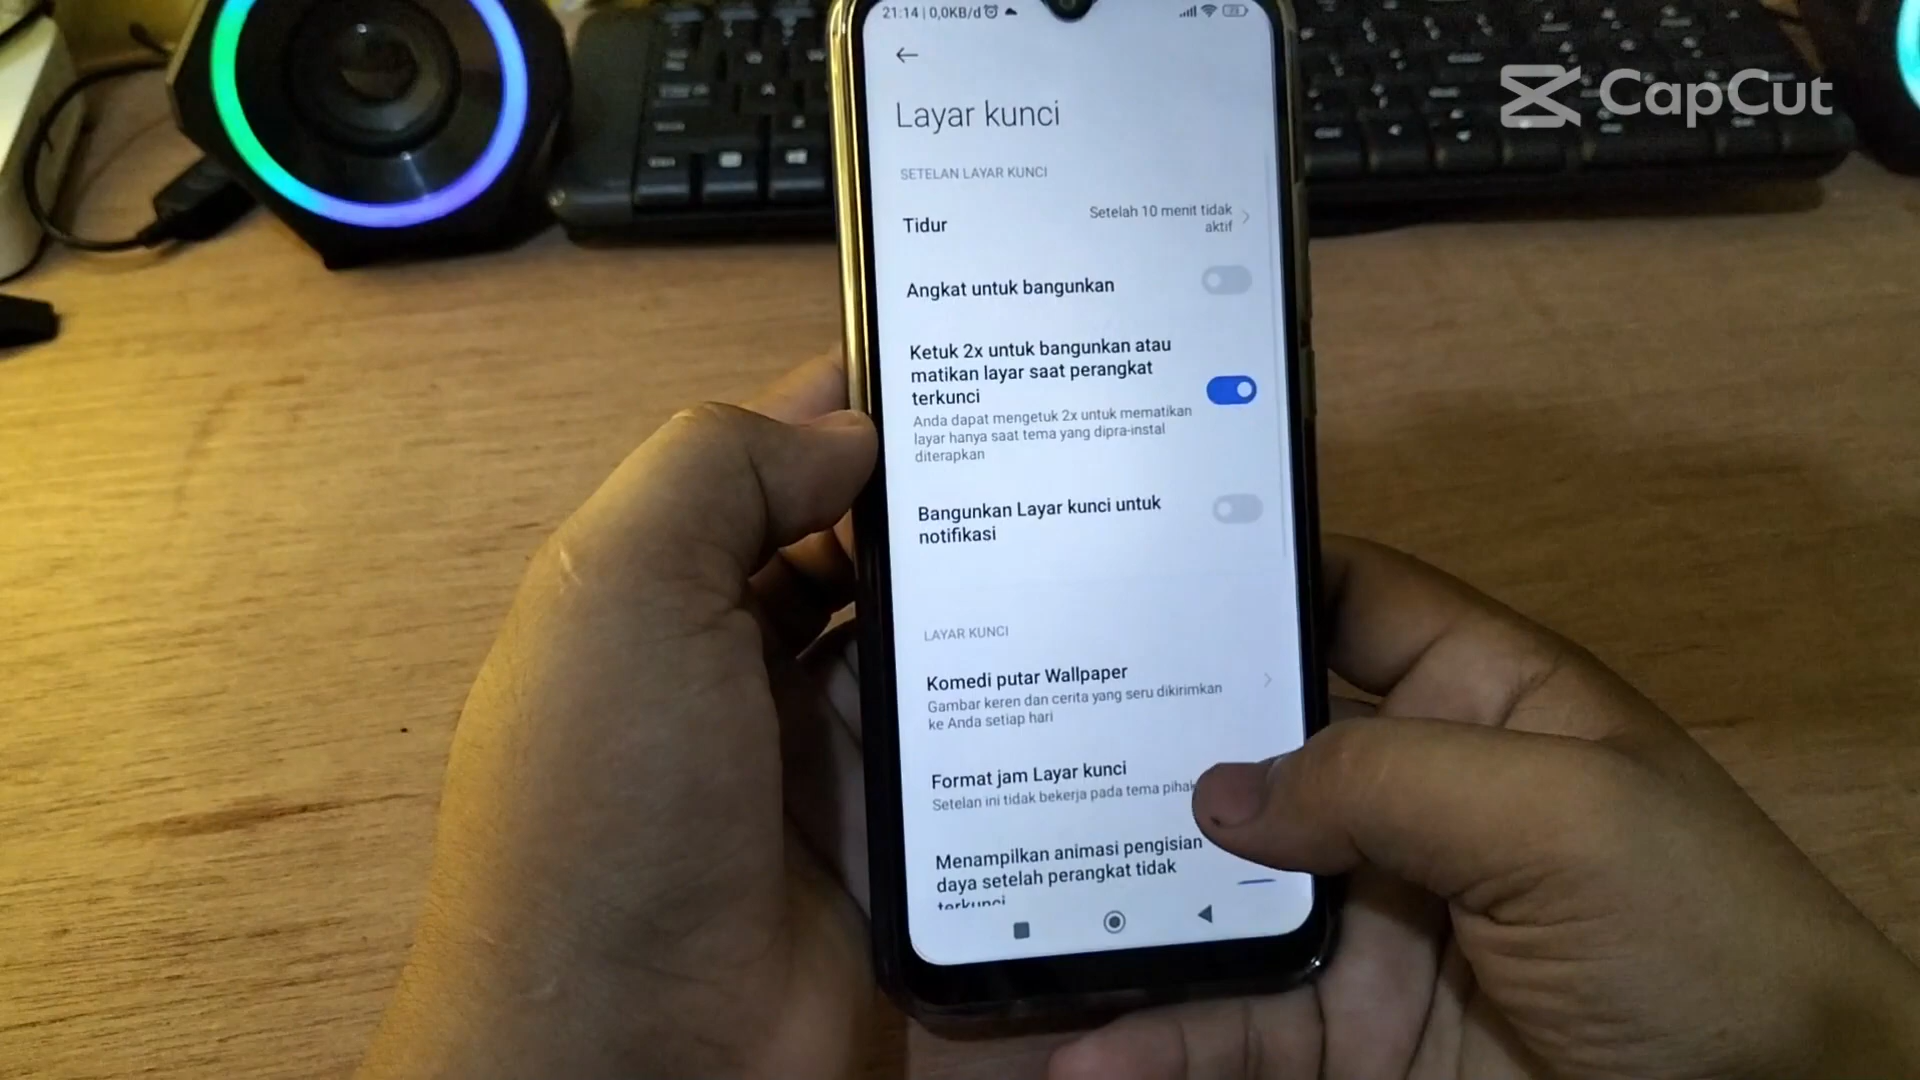 21:14 | 0,0KB/d
CapCut
Layar kunci
SETELAN LAYAR KUNCI
Tidur
Setelah 10 menit tidak
aktif
Angkat untuk bangunkan
Ketuk 2x untuk bangunkan atau
matikan layar saat perangkat
terkunci
Anda dapat mengetuk 2x untuk mematikan
layar hanya saat tema yang dipra-instal
diterapkan
Bangunkan Layar kunci untuk
notifikasi
LAYAR KUNCI
Komedi putar Wallpaper
Gambar keren dan cerita yang seru dikirimkan
ke Anda setiap hari
Format jam Layar kunci
Setelan ini tidak bekerja pada tema pihak
Menampilkan animasi pengisian
daya setelah perangkat tidak
terkunci